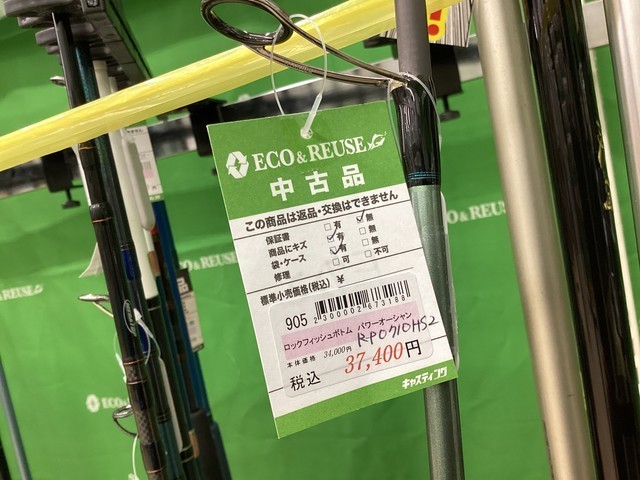 ECO & REUSE
中古品
この商品は返品・交換はできません
保証書 □有 ☑無
商品にキズ ☑有 □無
袋・ケース ☑有 □無
修理 □可 □不可
標準小売価格(税込) ¥
905 2300002673188
ロックフィッシュボトム パワーオーシャン
RPO710HS2
本体価格 34,000円
税込 37,400円
キャスティング
ECO & REUSE
ECO & REUS